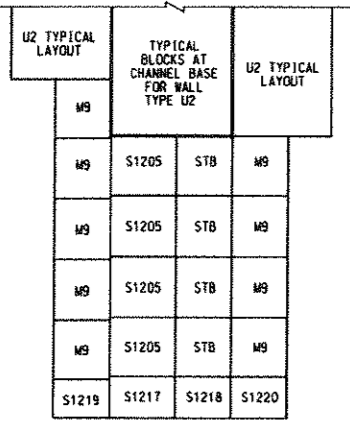 U2 TYPICAL
LAYOUT
TYPICAL
BLOCKS AT
CHANNEL BASE
FOR WALL
TYPE U2
U2 TYPICAL
LAYOUT
M9
M9 S1205 STB M9
M9 S1205 STB M9
M9 S1205 STB M9
M9 S1205 STB M9
S1219 S1217 S1218 S1220